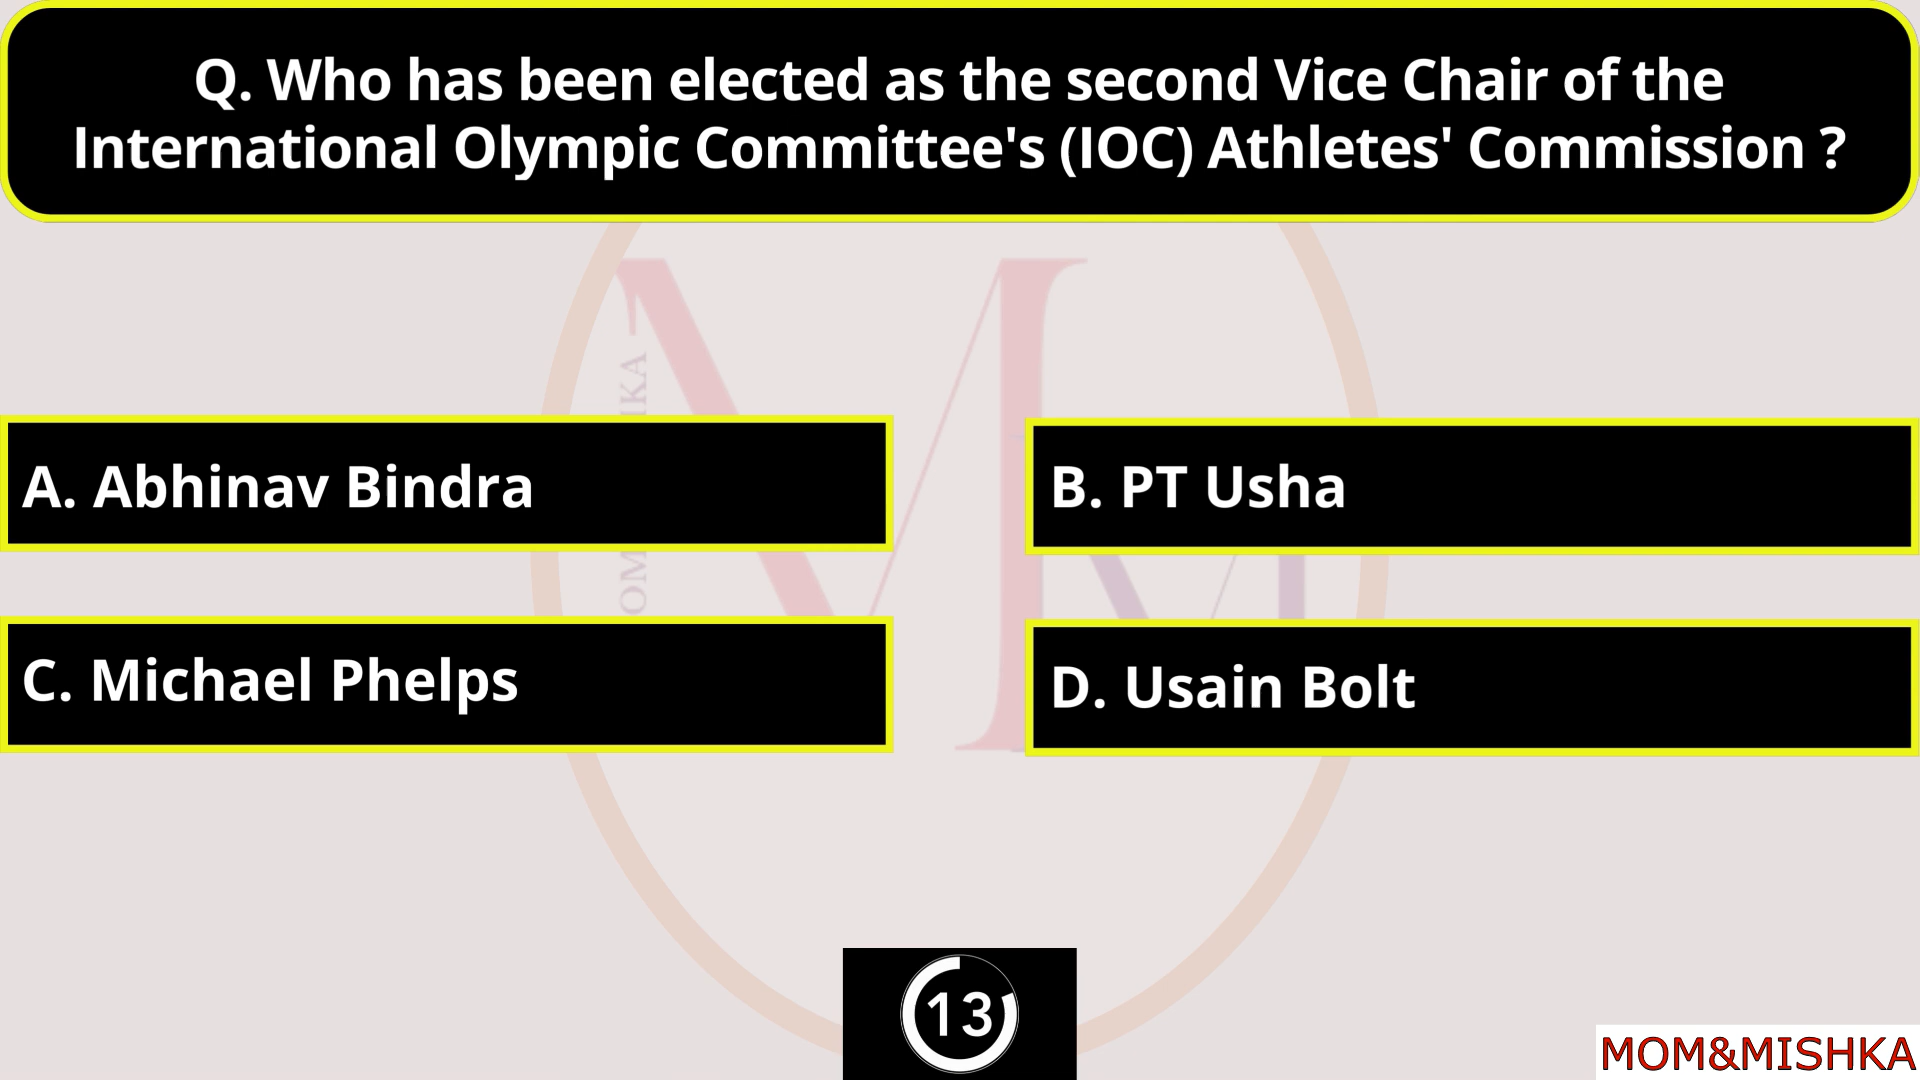 Q. Who has been elected as the second Vice Chair of the
International Olympic Committee's (IOC) Athletes' Commission ?
A. Abhinav Bindra
B. PT Usha
C. Michael Phelps
D. Usain Bolt
13
MOM&MISHKA